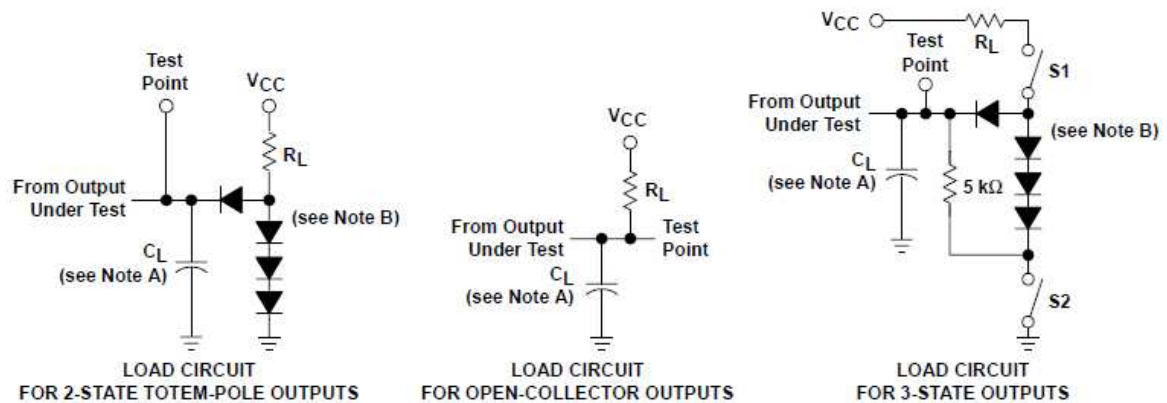 Test
Point
VCC
RL
From Output
Under Test
(see Note B)
CL
(see Note A)
LOAD CIRCUIT
FOR 2-STATE TOTEM-POLE OUTPUTS
VCC
RL
From Output
Under Test
Test
Point
CL
(see Note A)
LOAD CIRCUIT
FOR OPEN-COLLECTOR OUTPUTS
VCC
RL
Test
Point
S1
From Output
Under Test
(see Note B)
CL
(see Note A)
5 kΩ
S2
LOAD CIRCUIT
FOR 3-STATE OUTPUTS